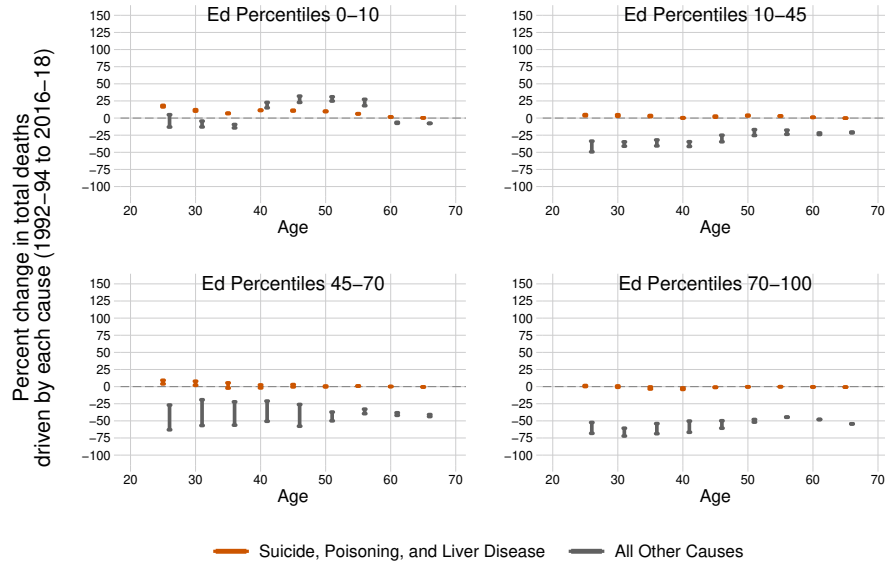 Percent change in total deaths
driven by each cause (1992−94 to 2016−18)
Ed Percentiles 0−10
150
125
100
75
50
25
0
−25
−50
−75
−100
20 30 40 50 60 70
Age
Ed Percentiles 10−45
150
125
100
75
50
25
0
−25
−50
−75
−100
20 30 40 50 60 70
Age
Ed Percentiles 45−70
150
125
100
75
50
25
0
−25
−50
−75
−100
20 30 40 50 60 70
Age
Ed Percentiles 70−100
150
125
100
75
50
25
0
−25
−50
−75
−100
20 30 40 50 60 70
Age
Suicide, Poisoning, and Liver Disease All Other Causes